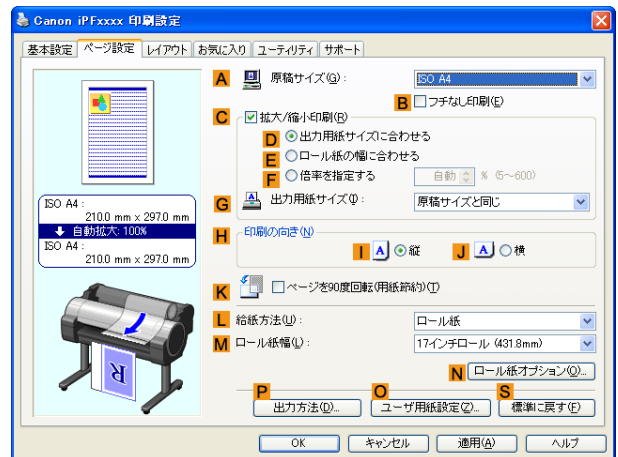 Canon iPFxxxx 印刷設定
基本設定 ページ設定 レイアウト お気に入り ユーティリティ サポート
A 原稿サイズ(G): ISO A4
B フチなし印刷(E)
C 拡大/縮小印刷(R)
D 出力用紙サイズに合わせる
E ロール紙の幅に合わせる
F 倍率を指定する 自動 % (5～600)
G 出力用紙サイズ(I): 原稿サイズと同じ
H 印刷の向き(N)
I A 縦 J A 横
K ページを90度回転(用紙節約)(T)
L 給紙方法(U): ロール紙
M ロール紙幅(L): 17インチロール (431.8mm)
N ロール紙オプション(O)...
P O S
出力方法(D)... ユーザ用紙設定(Z)... 標準に戻す(F)
ISO A4 :
210.0 mm x 297.0 mm
自動拡大: 100%
ISO A4 :
210.0 mm x 297.0 mm
R
OK キャンセル 適用(A) ヘルプ